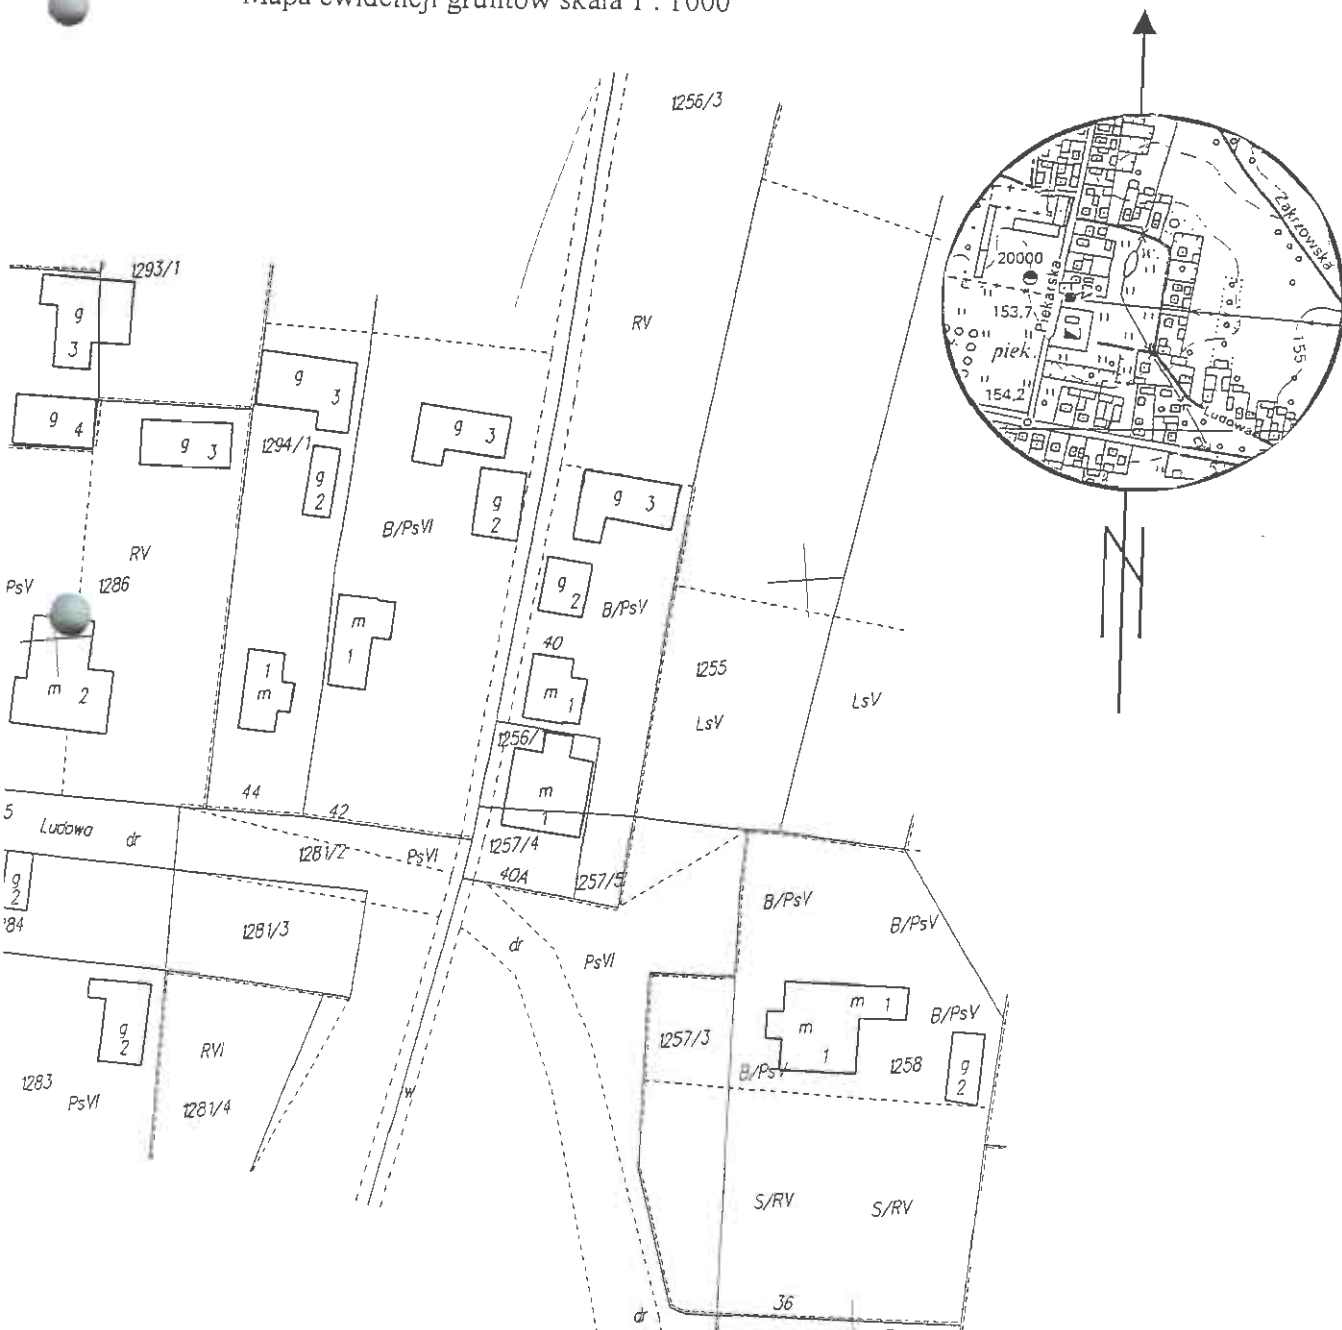 Mapa ewidencji gruntów skala 1 : 1000
1256/3
Zakrzowska
20000
Piekarska
153.7
piek.
154.2
155
Ludowa
1293/1
g
3
RV
g
3
g 3
g 4
g 3
1294/1
g
2
g
2
g 3
B/PsVI
RV
PsV
1286
g
2
B/PsV
m
1
40
1
m
m 2
m
1
1255
LsV
LsV
1256/
m
1
44
42
5
Ludowa
dr
1281/2
PsVI
1257/4
40A
1257/5
g
2
'84
1281/3
dr
PsVI
B/PsV
B/PsV
m 1
B/PsV
m
1
g
2
1257/3
B/PsV
1258
g
2
RVI
1283
PsVI
1281/4
w
S/RV
S/RV
36
dr
N